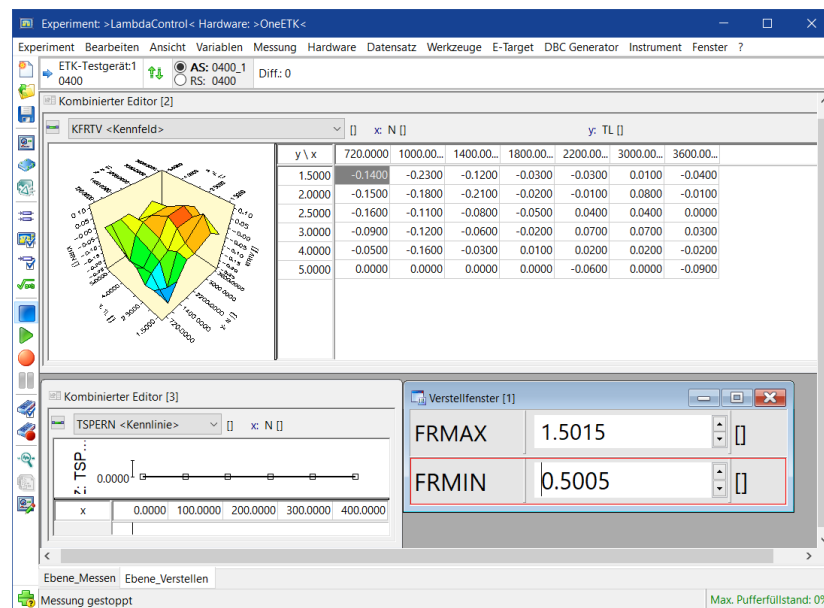 Experiment: >LambdaControl< Hardware: >OneETK<
Experiment Bearbeiten Ansicht Variablen Messung Hardware Datensatz Werkzeuge E-Target DBC Generator Instrument Fenster ?
ETK-Testgerät:1 AS: 0400_1 Diff.: 0
0400 RS: 0400
Kombinierter Editor [2]
KFRTV <Kennfeld> [] x: N [] y: TL []
y \ x 720.0000 1000.00... 1400.00... 1800.00... 2200.00... 3000.00... 3600.00...
1.5000 -0.1400 -0.2300 -0.1200 -0.0300 -0.0300 0.0100 -0.0400
2.0000 -0.1500 -0.1800 -0.2100 -0.0200 -0.0100 0.0800 -0.0100
2.5000 -0.1600 -0.1100 -0.0800 -0.0500 0.0400 0.0400 0.0000
3.0000 -0.0900 -0.1200 -0.0600 -0.0200 0.0700 0.0700 0.0300
4.0000 -0.0500 -0.1600 -0.0300 0.0100 0.0200 0.0200 -0.0200
5.0000 0.0000 0.0000 0.0000 0.0000 -0.0600 0.0000 -0.0900
Kombinierter Editor [3]
TSPERN <Kennlinie> [] x: N []
TSP...
0.0000
x 0.0000 100.0000 200.0000 300.0000 400.0000
Verstellfenster [1]
FRMAX 1.5015 []
FRMIN 0.5005 []
Ebene_Messen Ebene_Verstellen
Messung gestoppt Max. Pufferfüllstand: 0%